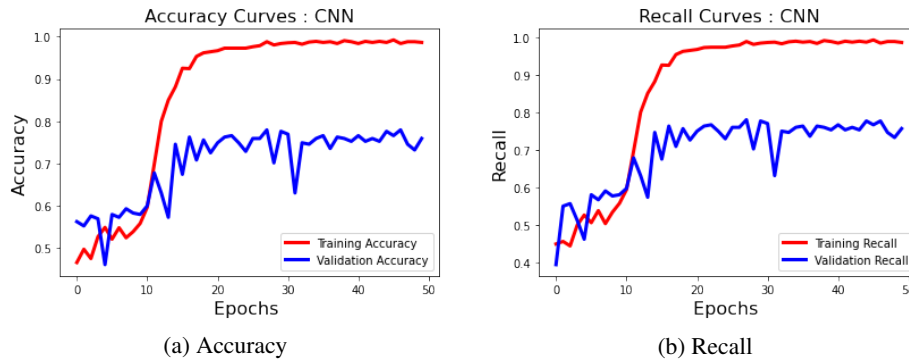 Accuracy Curves : CNN
1.0
0.9
0.8
0.7
0.6
0.5
Accuracy
Training Accuracy
Validation Accuracy
0 10 20 30 40 50
Epochs
(a) Accuracy
Recall Curves : CNN
1.0
0.9
0.8
0.7
0.6
0.5
0.4
Recall
Training Recall
Validation Recall
0 10 20 30 40 50
Epochs
(b) Recall